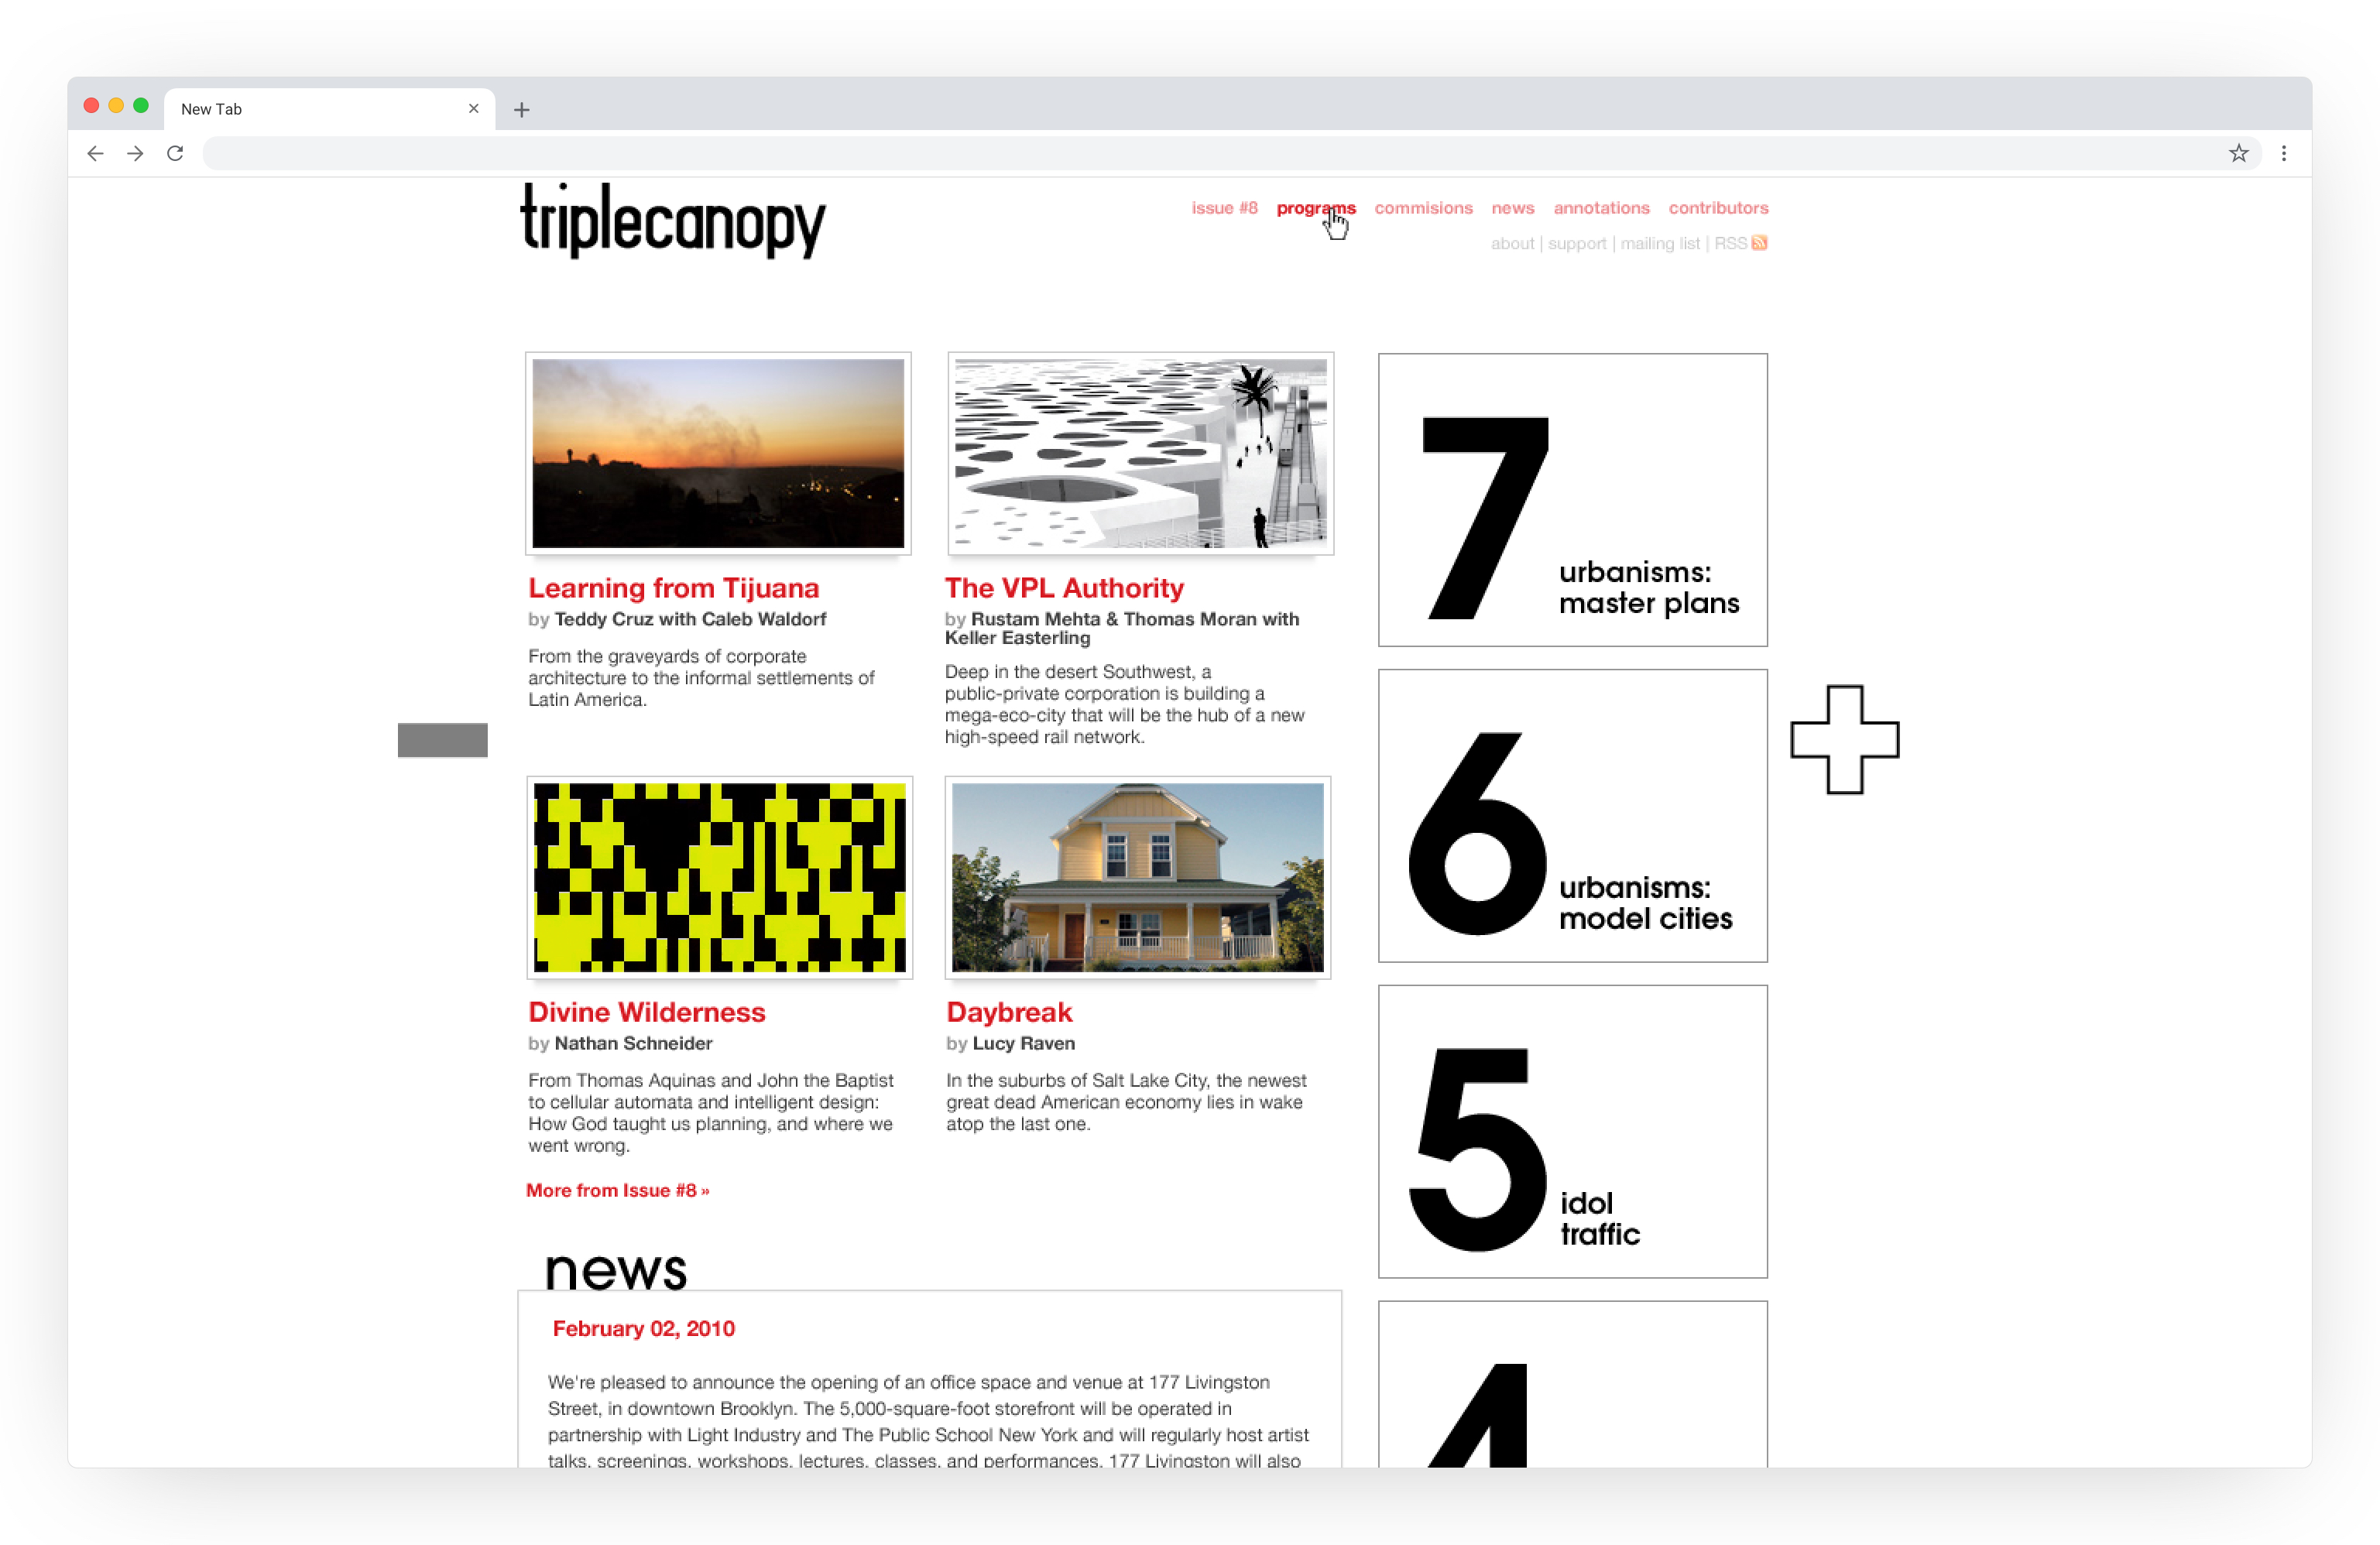 New Tab
triplecanopy
issue #8 programs commisions news annotations contributors
about | support | mailing list | RSS
Learning from Tijuana
by Teddy Cruz with Caleb Waldorf
From the graveyards of corporate
architecture to the informal settlements of
Latin America.
The VPL Authority
by Rustam Mehta & Thomas Moran with
Keller Easterling
Deep in the desert Southwest, a
public-private corporation is building a
mega-eco-city that will be the hub of a new
high-speed rail network.
Divine Wilderness
by Nathan Schneider
From Thomas Aquinas and John the Baptist
to cellular automata and intelligent design:
How God taught us planning, and where we
went wrong.
Daybreak
by Lucy Raven
In the suburbs of Salt Lake City, the newest
great dead American economy lies in wake
atop the last one.
More from Issue #8 »
news
February 02, 2010
We're pleased to announce the opening of an office space and venue at 177 Livingston
Street, in downtown Brooklyn. The 5,000-square-foot storefront will be operated in
partnership with Light Industry and The Public School New York and will regularly host artist
talks, screenings, workshops, lectures, classes, and performances. 177 Livingston will also
7
urbanisms:
master plans
6
urbanisms:
model cities
5
idol
traffic
4